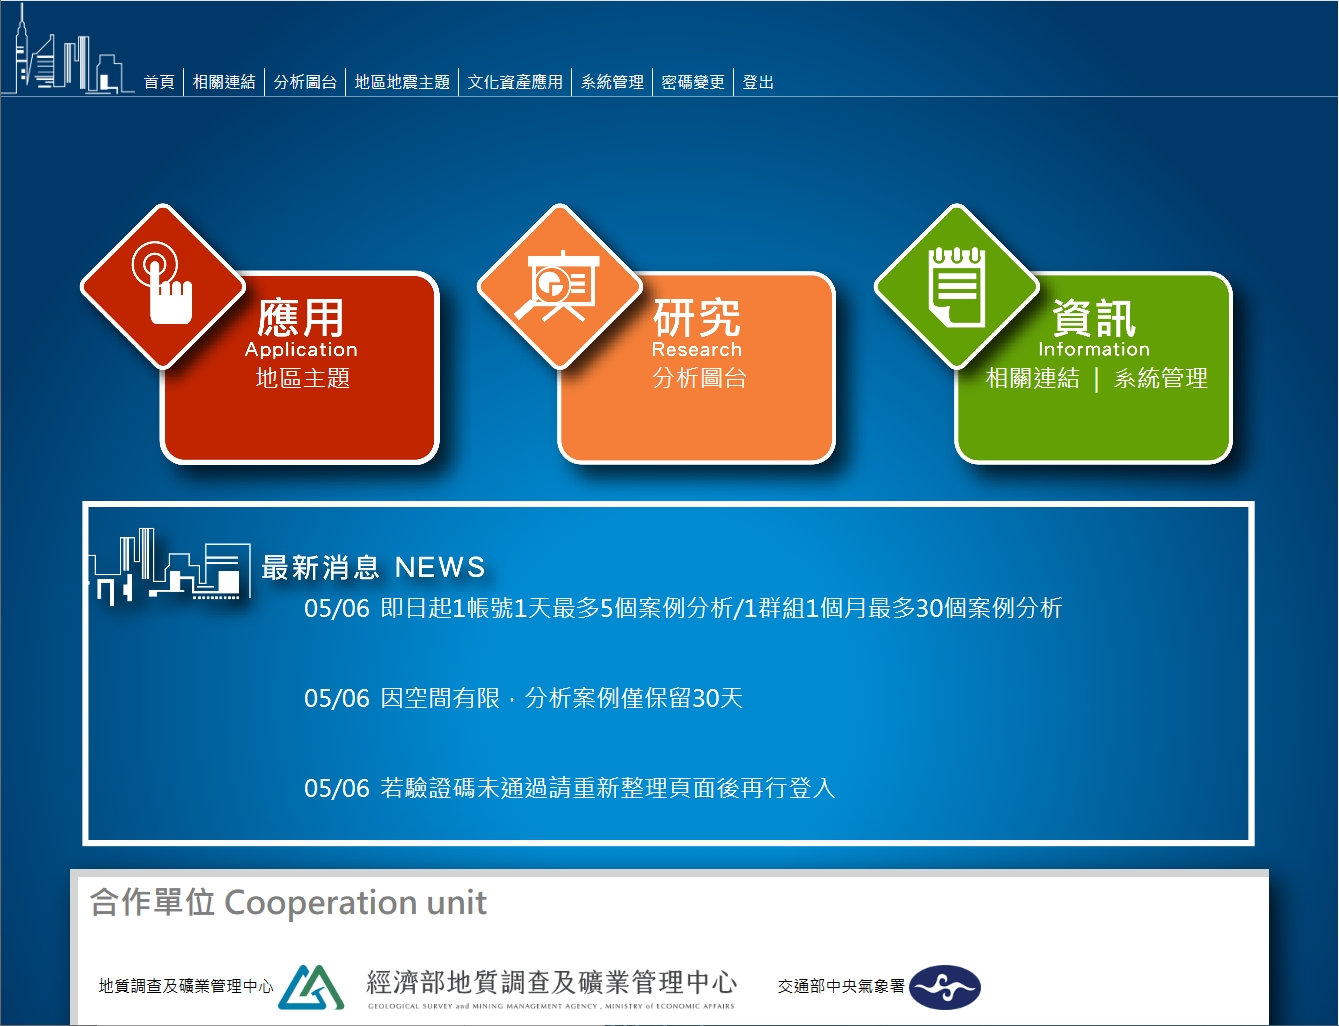 首頁 相關連結 分析圖台 地區地震主題 文化資產應用 系統管理 密碼變更 登出
應用
Application
地區主題
研究
Research
分析圖台
資訊
Information
相關連結 | 系統管理
最新消息 NEWS
05/06 即日起1帳號1天最多5個案例分析/1群組1個月最多30個案例分析
05/06 因空間有限，分析案例僅保留30天
05/06 若驗證碼未通過請重新整理頁面後再行登入
合作單位 Cooperation unit
地質調查及礦業管理中心
經濟部地質調查及礦業管理中心
GEOLOGICAL SURVEY and MINING MANAGEMENT AGENCY , MINISTRY of ECONOMIC AFFAIRS
交通部中央氣象署